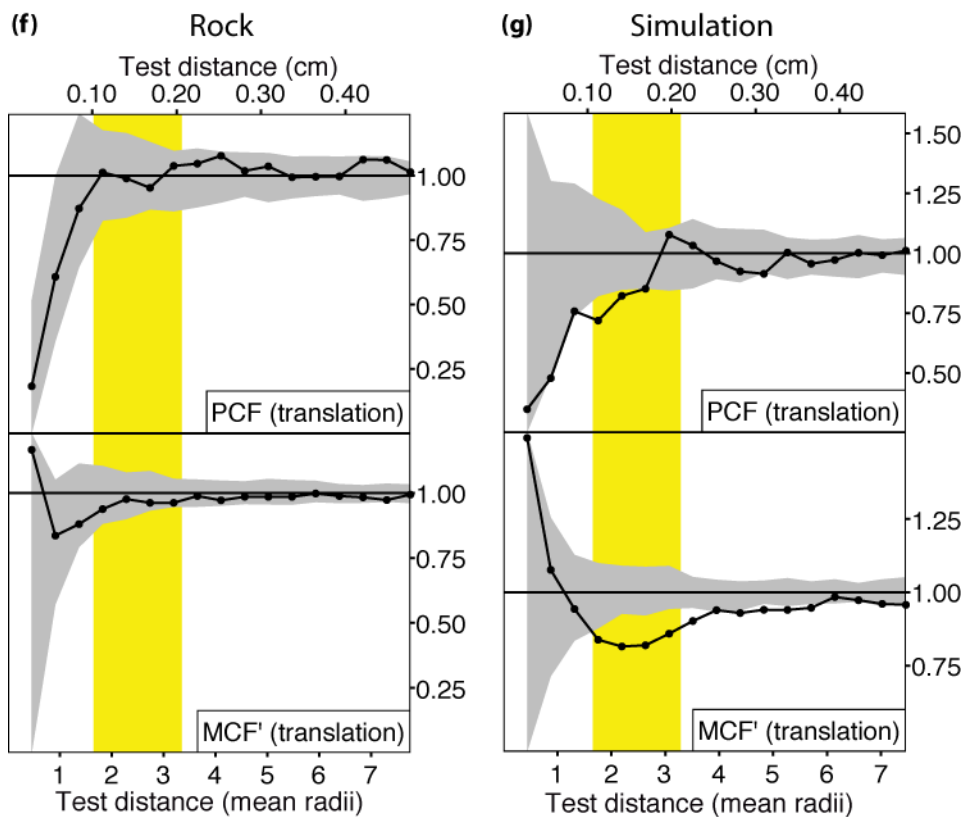 (f) Rock
Test distance (cm)
0.10 0.20 0.30 0.40
1.00
0.75
0.50
0.25
PCF (translation)
1.00
0.75
0.50
0.25
MCF' (translation)
1 2 3 4 5 6 7
Test distance (mean radii)
(g) Simulation
Test distance (cm)
0.10 0.20 0.30 0.40
1.50
1.25
1.00
0.75
0.50
PCF (translation)
1.25
1.00
0.75
MCF' (translation)
1 2 3 4 5 6 7
Test distance (mean radii)